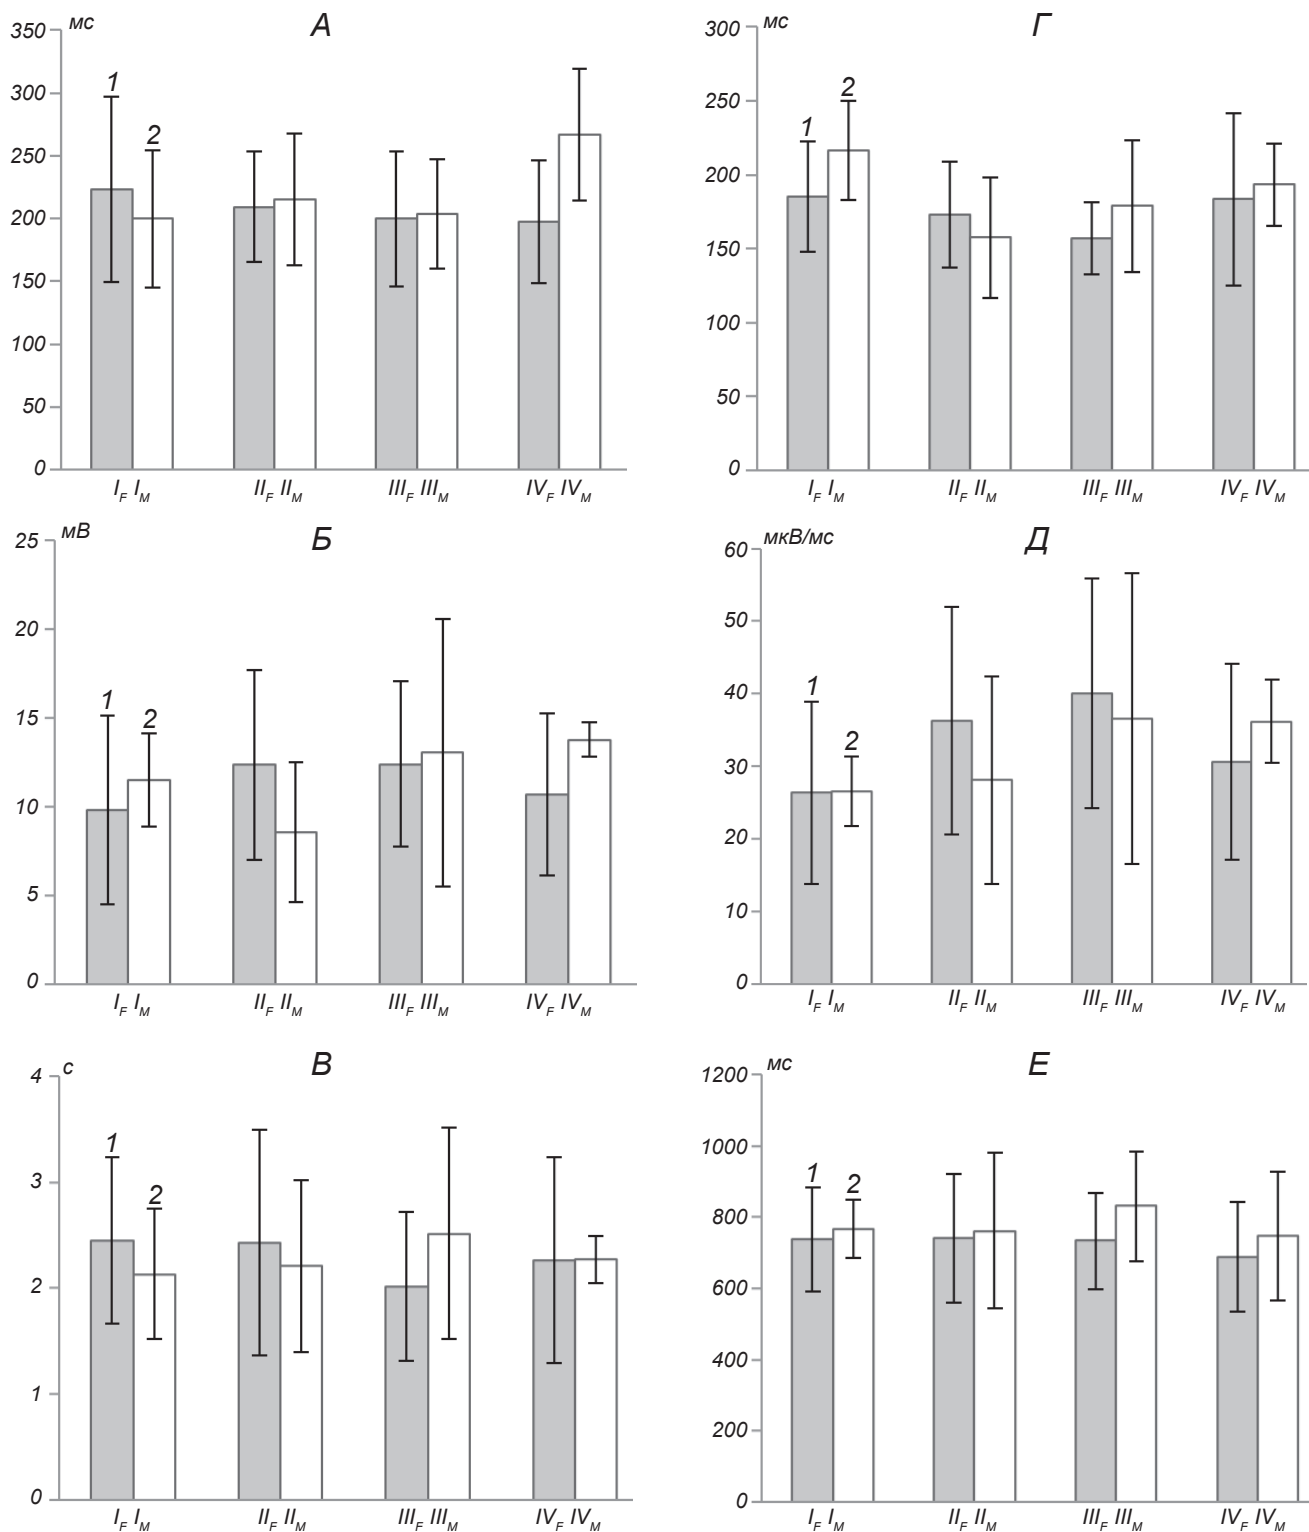 А
мс
350
300
250
200
150
100
50
0
1
2
I_F I_M
II_F II_M
III_F III_M
IV_F IV_M
Г
мс
300
250
200
150
100
50
0
1
2
I_F I_M
II_F II_M
III_F III_M
IV_F IV_M
Б
мВ
25
20
15
10
5
0
1
2
I_F I_M
II_F II_M
III_F III_M
IV_F IV_M
Д
мкВ/мс
60
50
40
30
20
10
0
1
2
I_F I_M
II_F II_M
III_F III_M
IV_F IV_M
В
с
4
3
2
1
0
1
2
I_F I_M
II_F II_M
III_F III_M
IV_F IV_M
Е
мс
1200
1000
800
600
400
200
0
1
2
I_F I_M
II_F II_M
III_F III_M
IV_F IV_M